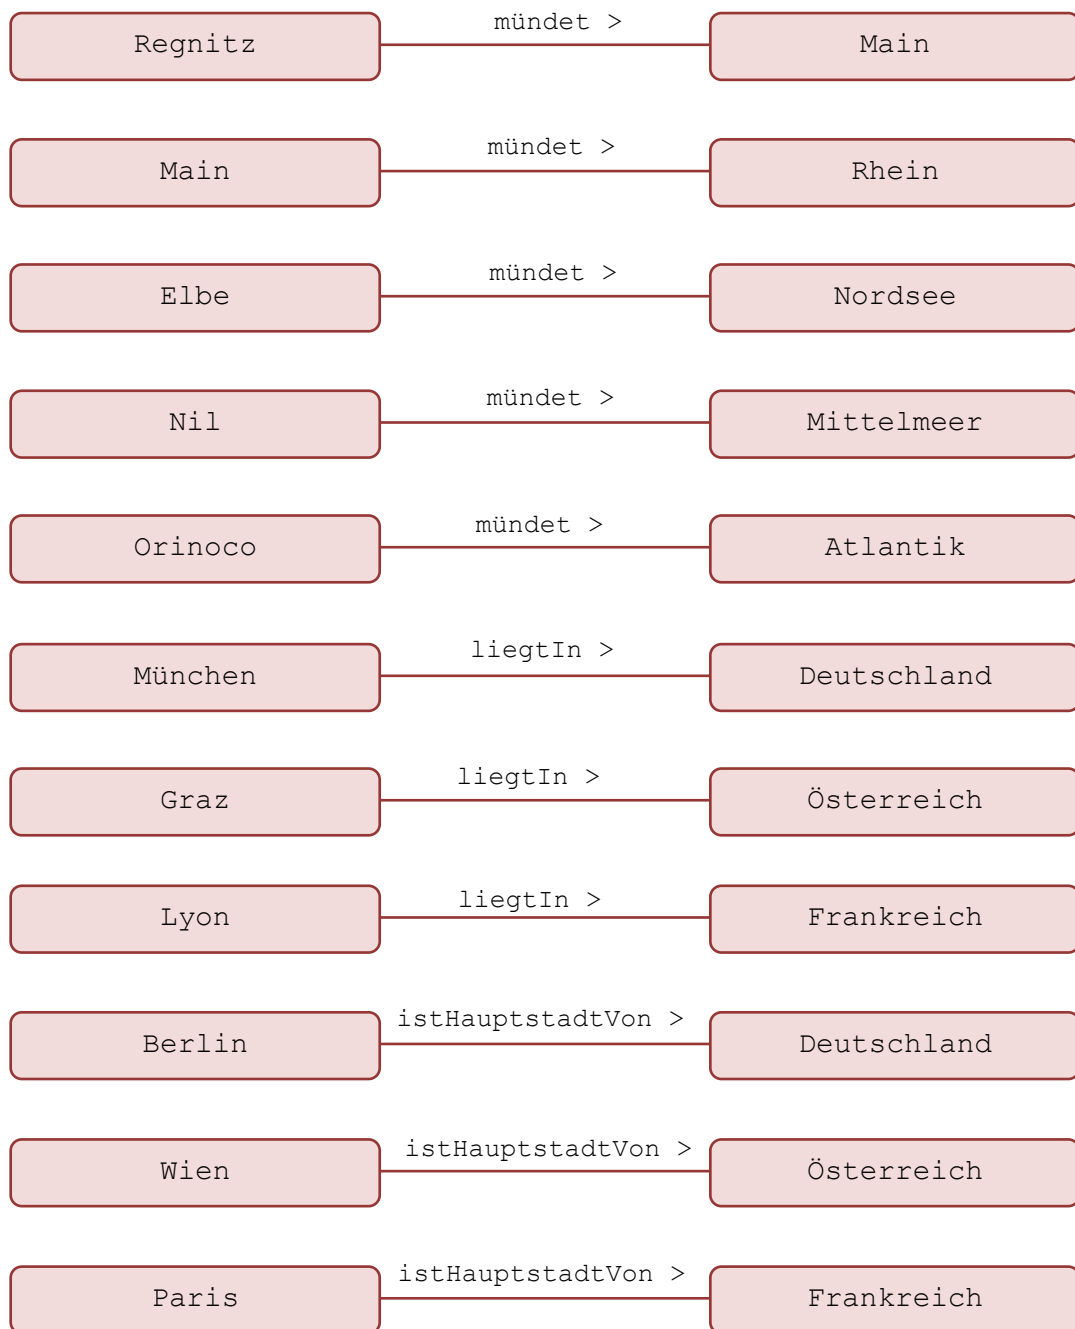 mündet >
Regnitz Main
mündet >
Main Rhein
mündet >
Elbe Nordsee
mündet >
Nil Mittelmeer
mündet >
Orinoco Atlantik
liegtIn >
München Deutschland
liegtIn >
Graz Österreich
liegtIn >
Lyon Frankreich
istHauptstadtVon >
Berlin Deutschland
istHauptstadtVon >
Wien Österreich
istHauptstadtVon >
Paris Frankreich